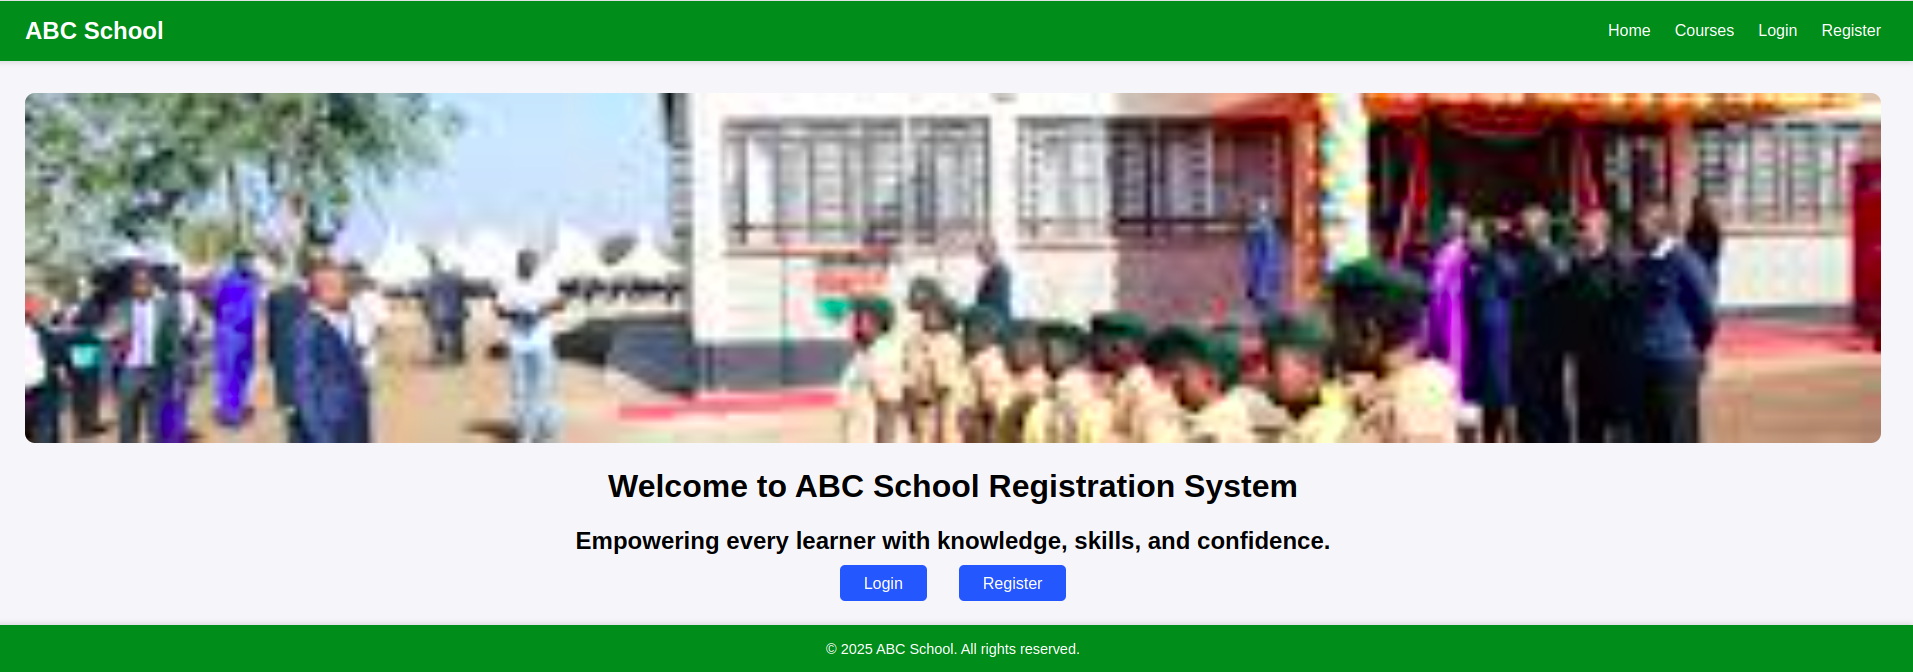 ABC School
Home Courses Login Register
Welcome to ABC School Registration System
Empowering every learner with knowledge, skills, and confidence.
Login Register
© 2025 ABC School. All rights reserved.